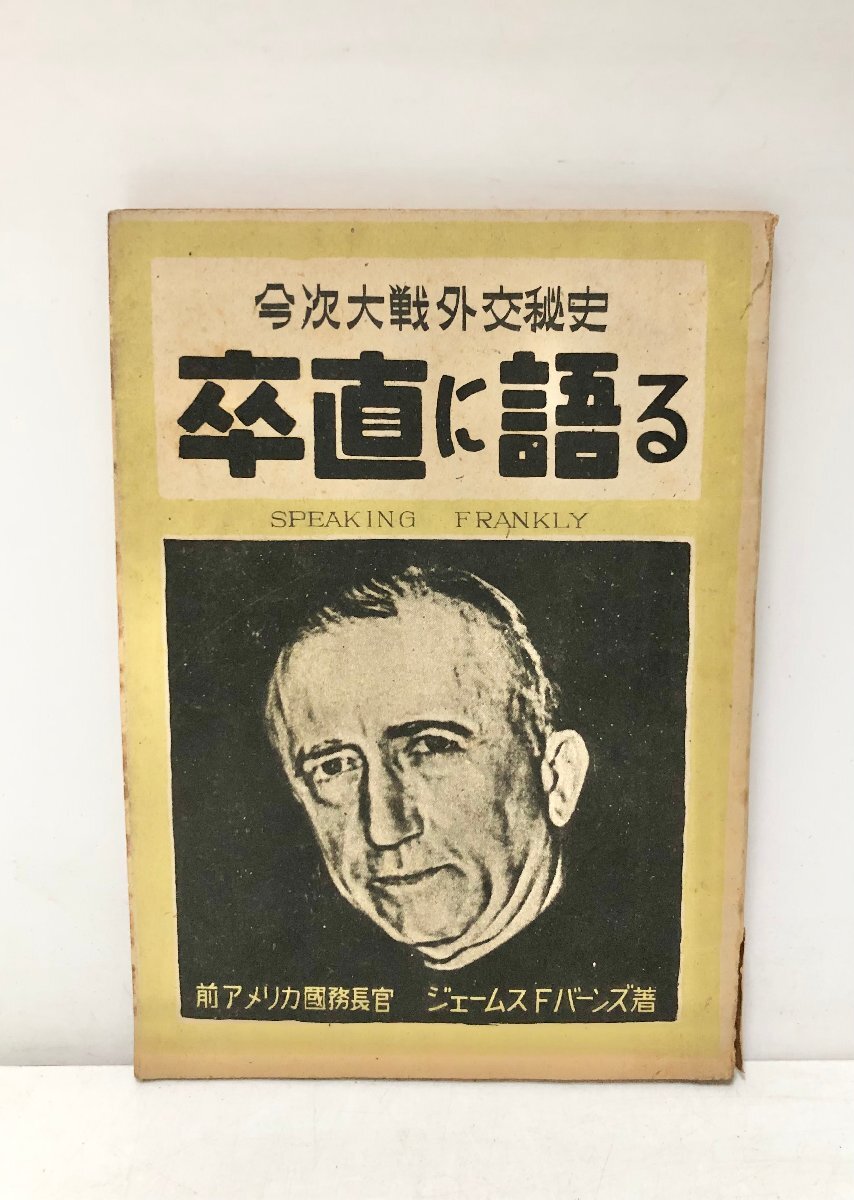 今次大戦外交秘史
卒直に語る
SPEAKING FRANKLY
前アメリカ國務長官 ジェームスFバーンズ著